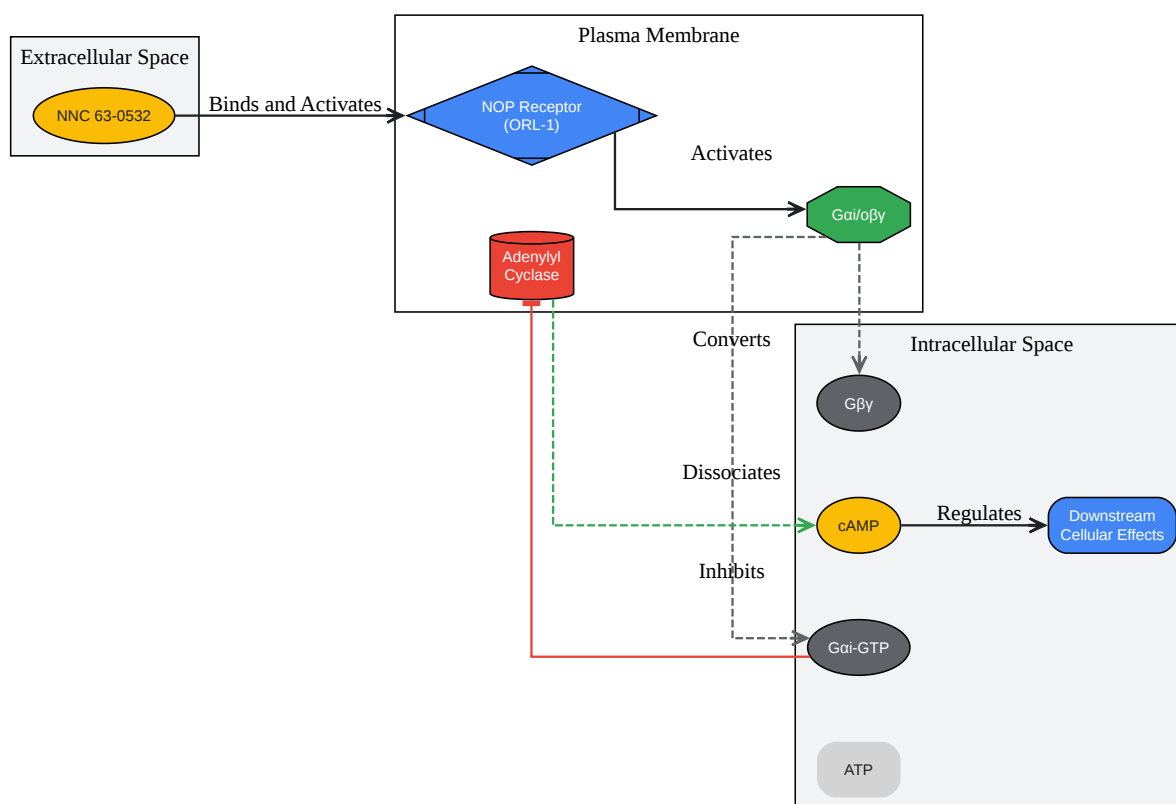 Plasma Membrane
Extracellular Space
NNC 63-0532
Binds and Activates
NOP Receptor
(ORL-1)
Activates
Gαi/oβγ
Adenylyl
Cyclase
Converts
Intracellular Space
Gβγ
Dissociates
cAMP
Regulates
Downstream
Cellular Effects
Inhibits
Gαi-GTP
ATP